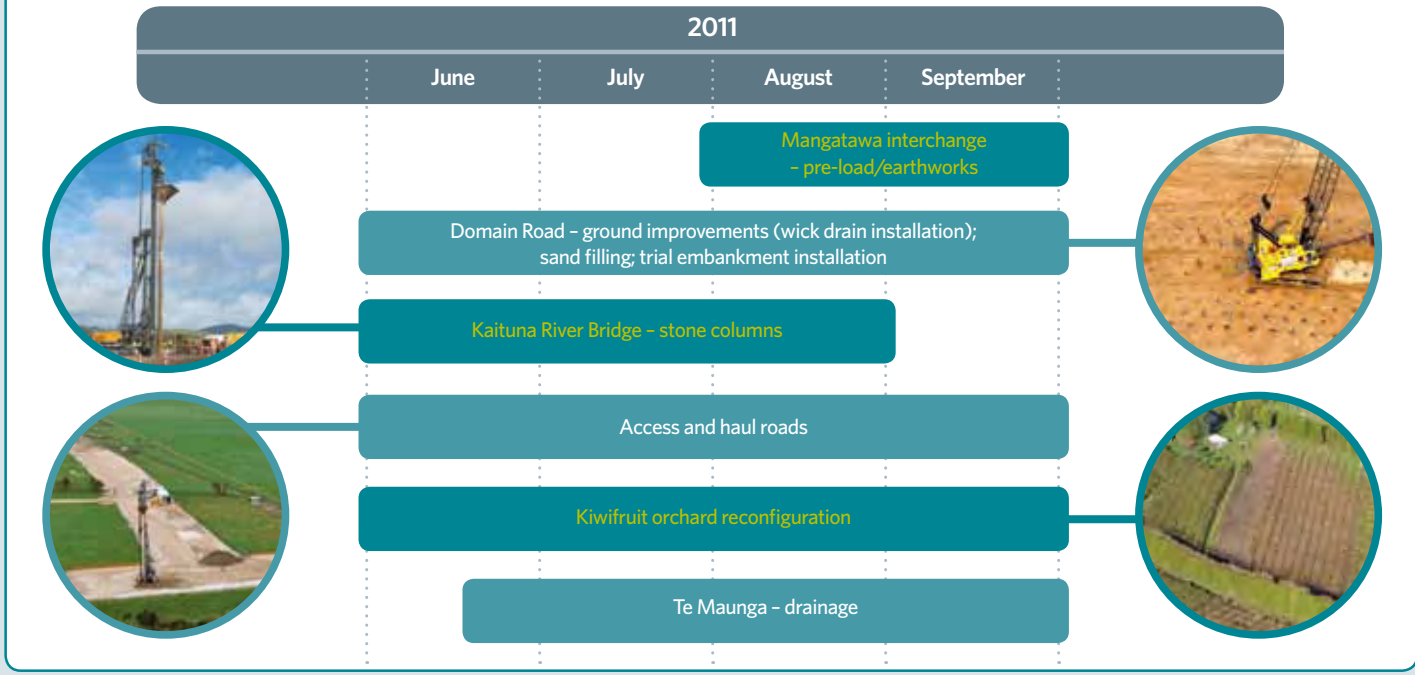 2011
June
July
August
September
Mangatawa interchange
– pre-load/earthworks
Domain Road – ground improvements (wick drain installation);
sand filling; trial embankment installation
Kaituna River Bridge – stone columns
Access and haul roads
Kiwifruit orchard reconfiguration
Te Maunga – drainage